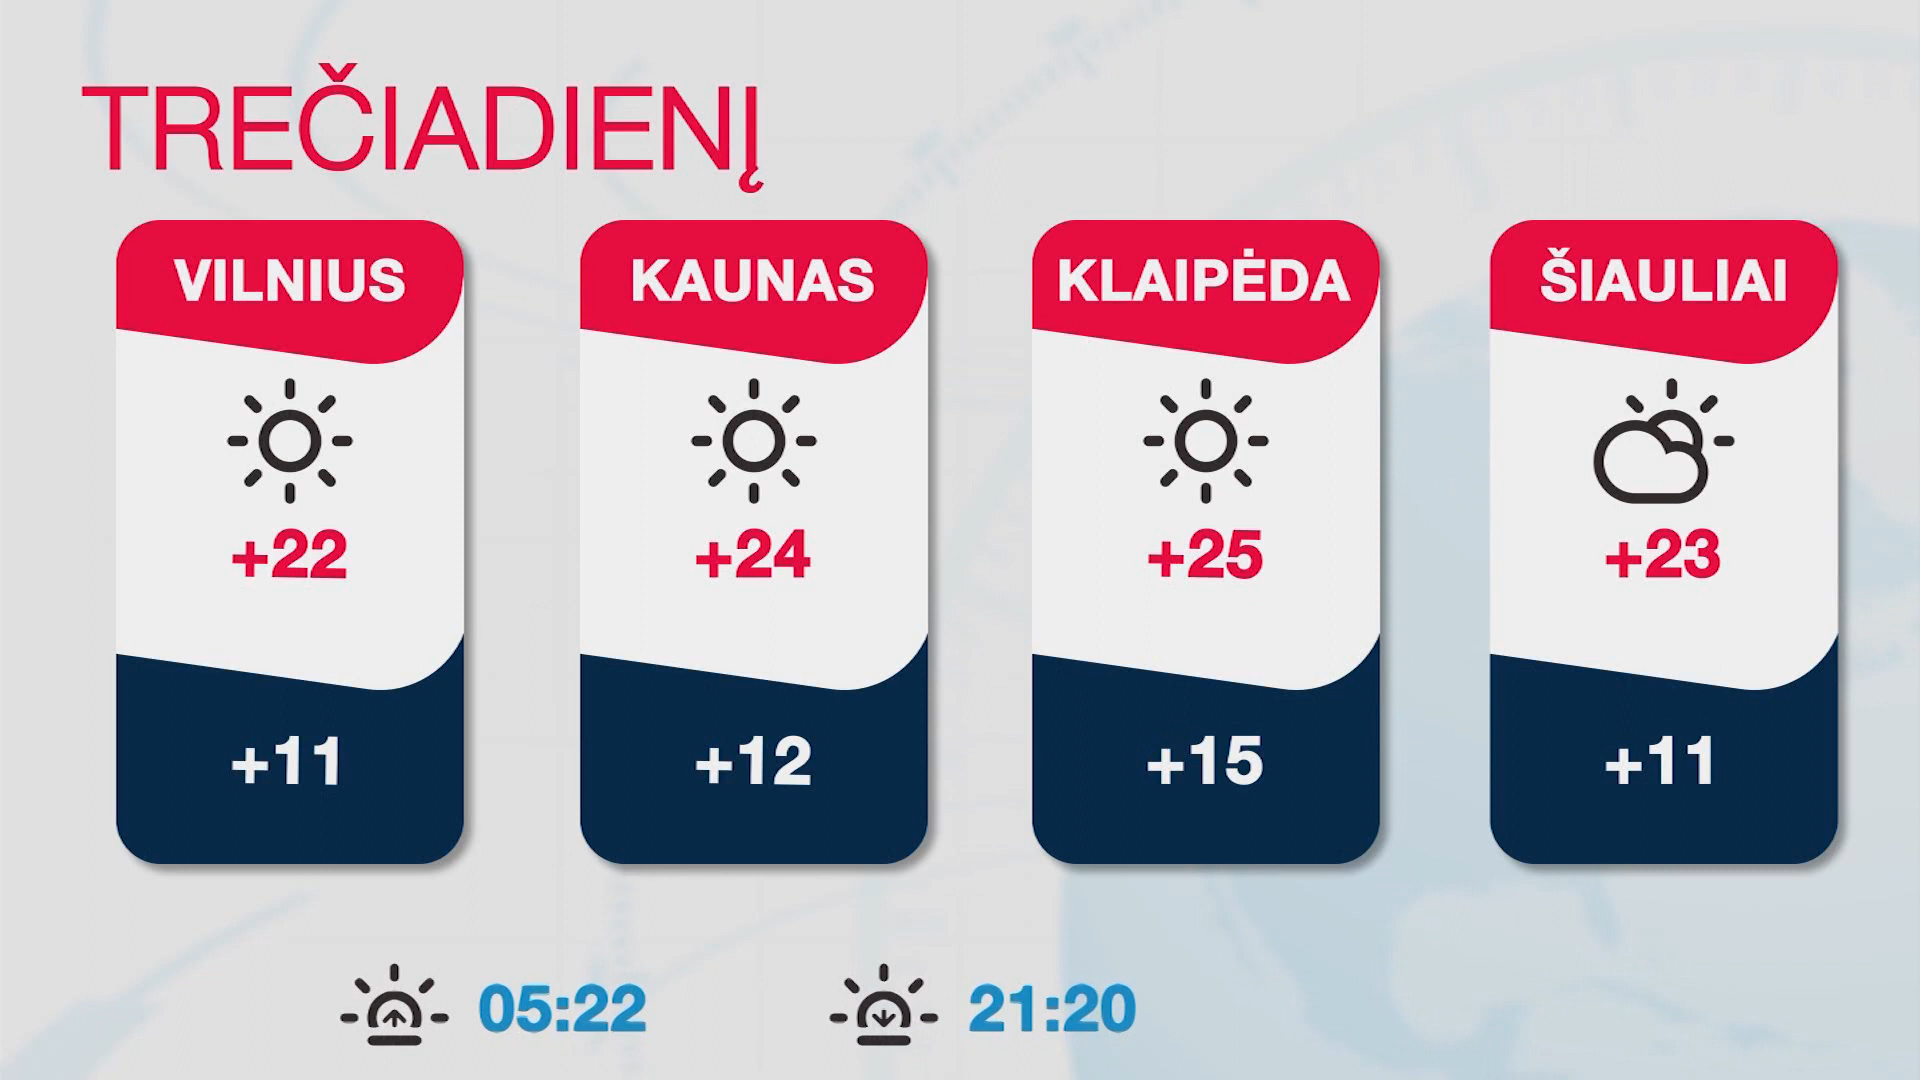 TREČIADIENĮ
VILNIUS
KAUNAS
KLAIPĖDA
ŠIAULIAI
+22
+24
+25
+23
+11
+12
+15
+11
05:22
21:20